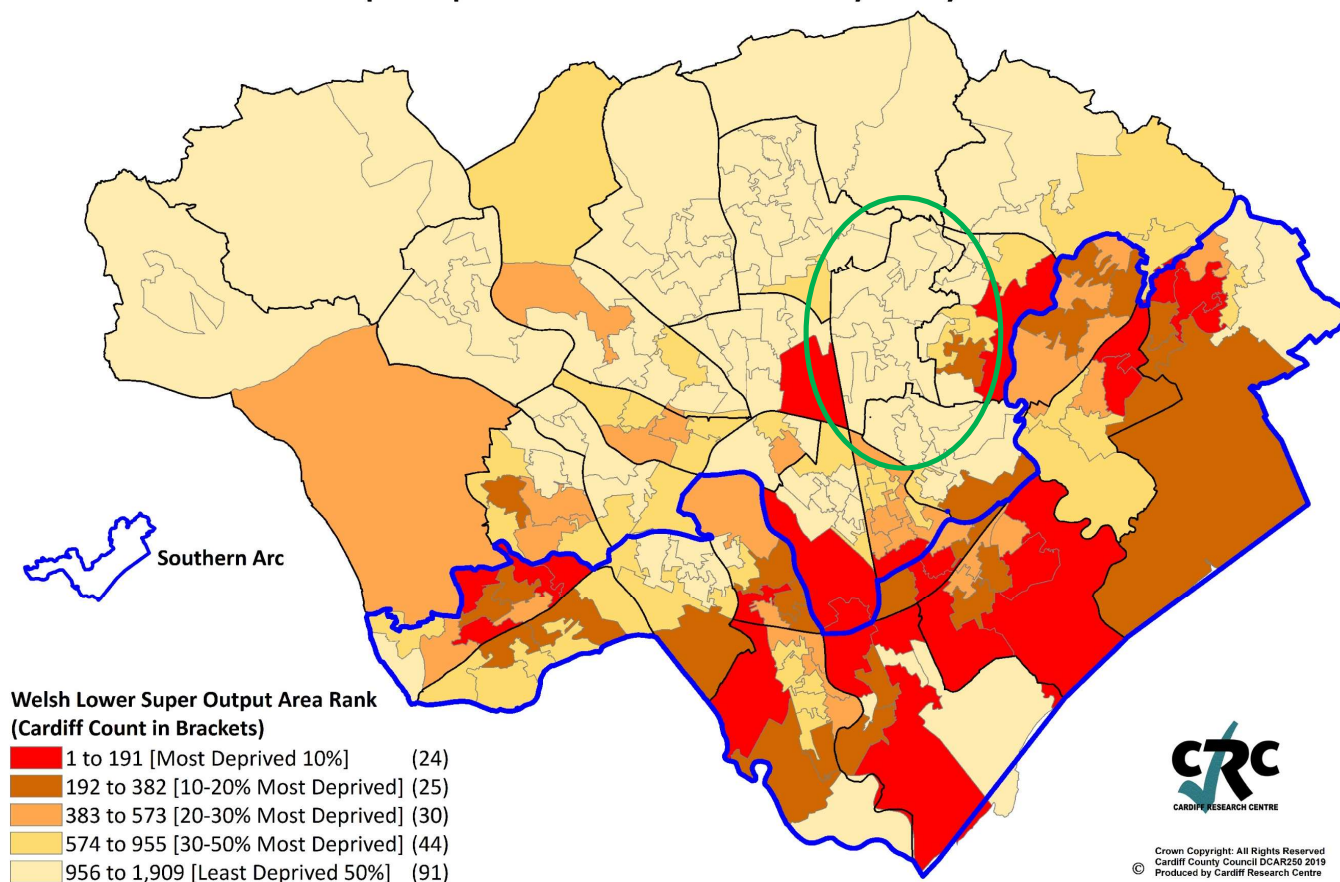 Southern Arc
Welsh Lower Super Output Area Rank
(Cardiff Count in Brackets)
1 to 191 [Most Deprived 10%] (24)
192 to 382 [10-20% Most Deprived] (25)
383 to 573 [20-30% Most Deprived] (30)
574 to 955 [30-50% Most Deprived] (44)
956 to 1,909 [Least Deprived 50%] (91)
CRC
CARDIFF RESEARCH CENTRE
Crown Copyright: All Rights Reserved
Cardiff County Council DCAR250 2019
© Produced by Cardiff Research Centre